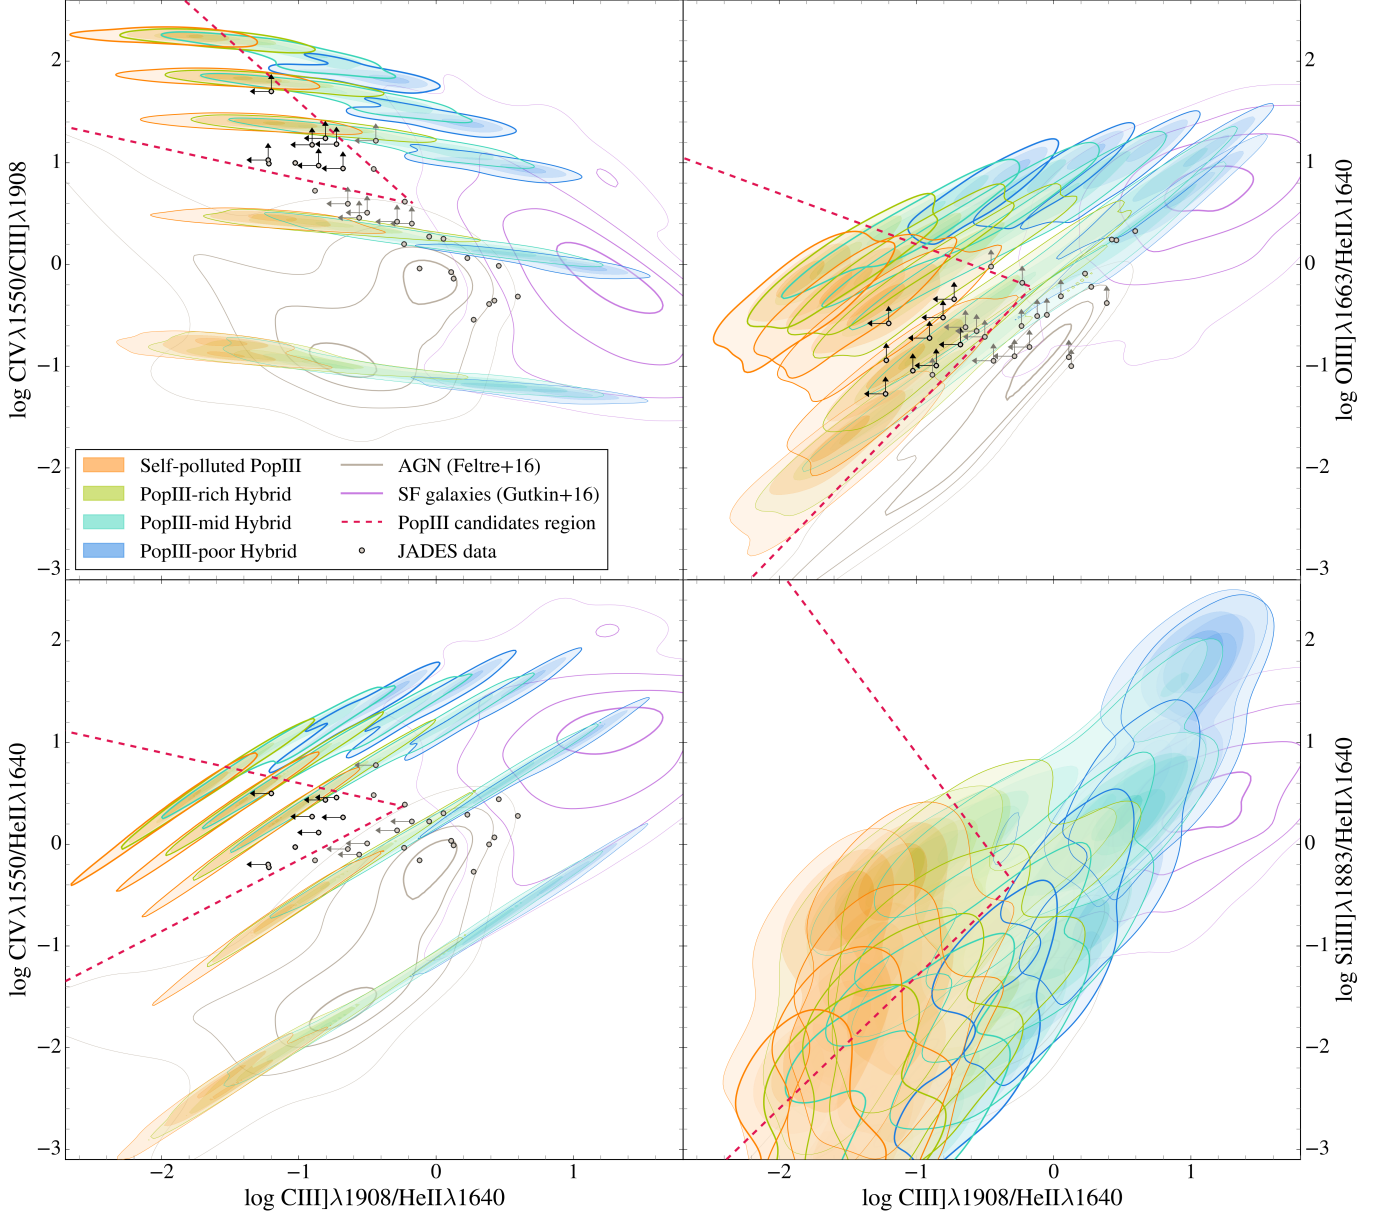 2
1
0
−1
−2
−3
log CIVλ1550/CIII]λ1908
Self-polluted PopIII
PopIII-rich Hybrid
PopIII-mid Hybrid
PopIII-poor Hybrid
AGN (Feltre+16)
SF galaxies (Gutkin+16)
PopIII candidates region
JADES data
2
1
0
−1
−2
−3
log OIII]λ1663/HeIIλ1640
2
1
0
−1
−2
−3
log CIVλ1550/HeIIλ1640
−2 −1 0 1
log CIII]λ1908/HeIIλ1640
2
1
0
−1
−2
−3
log SiIII]λ1883/HeIIλ1640
−2 −1 0 1
log CIII]λ1908/HeIIλ1640